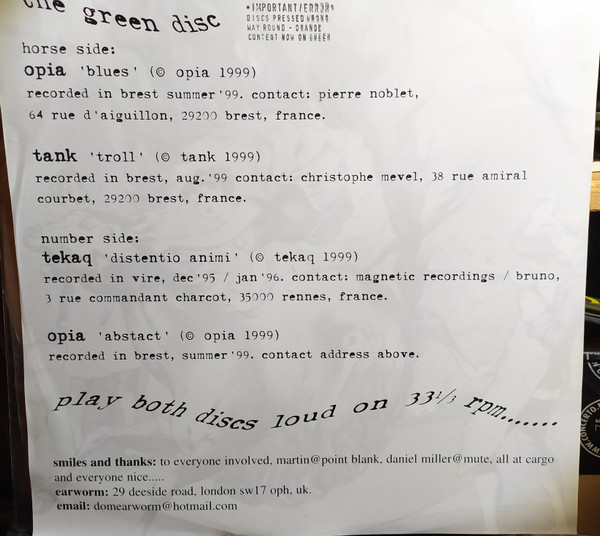 the green disc
*IMPORTANT/ERROR*
DISCS PRESSED WRONG
WAY ROUND - ORANGE
CONTENT NOW ON GREEN
horse side:
opia 'blues' (© opia 1999)
recorded in brest summer '99. contact: pierre noblet,
64 rue d'aiguillon, 29200 brest, france.
tank 'troll' (© tank 1999)
recorded in brest, aug.'99 contact: christophe mevel, 38 rue amiral
courbet, 29200 brest, france.
number side:
tekaq 'distentio animi' (© tekaq 1999)
recorded in vire, dec'95 / jan'96. contact: magnetic recordings / bruno,
3 rue commandant charcot, 35000 rennes, france.
opia 'abstact' (© opia 1999)
recorded in brest, summer'99. contact address above.
play both discs loud on 33 1/3 rpm.......
smiles and thanks: to everyone involved, martin@point blank, daniel miller@mute, all at cargo
and everyone nice.....
earworm: 29 deeside road, london sw17 oph, uk.
email: domearworm@hotmail.com